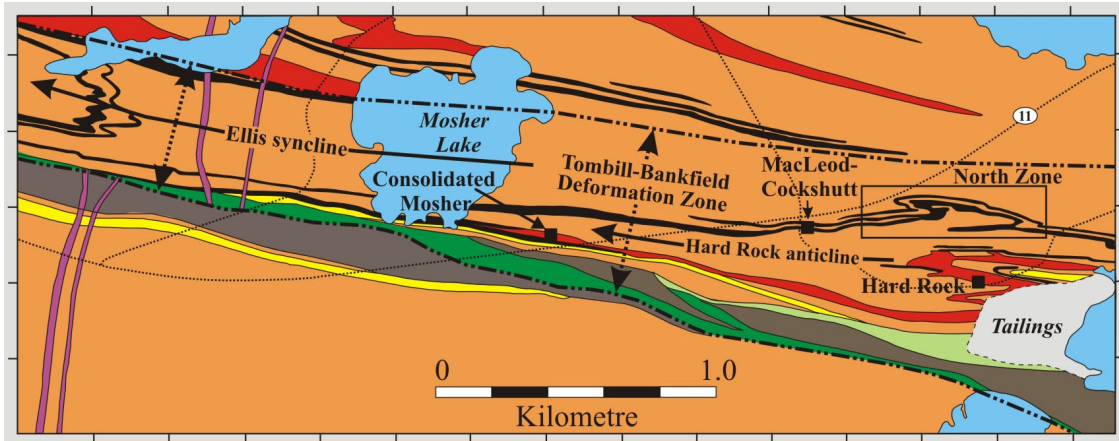 11
Mosher
Lake
Ellis syncline
Tombill-Bankfield
Deformation Zone
MacLeod-
Cockshutt
North Zone
Consolidated
Mosher
Hard Rock anticline
Hard Rock
Tailings
0
1.0
Kilometre